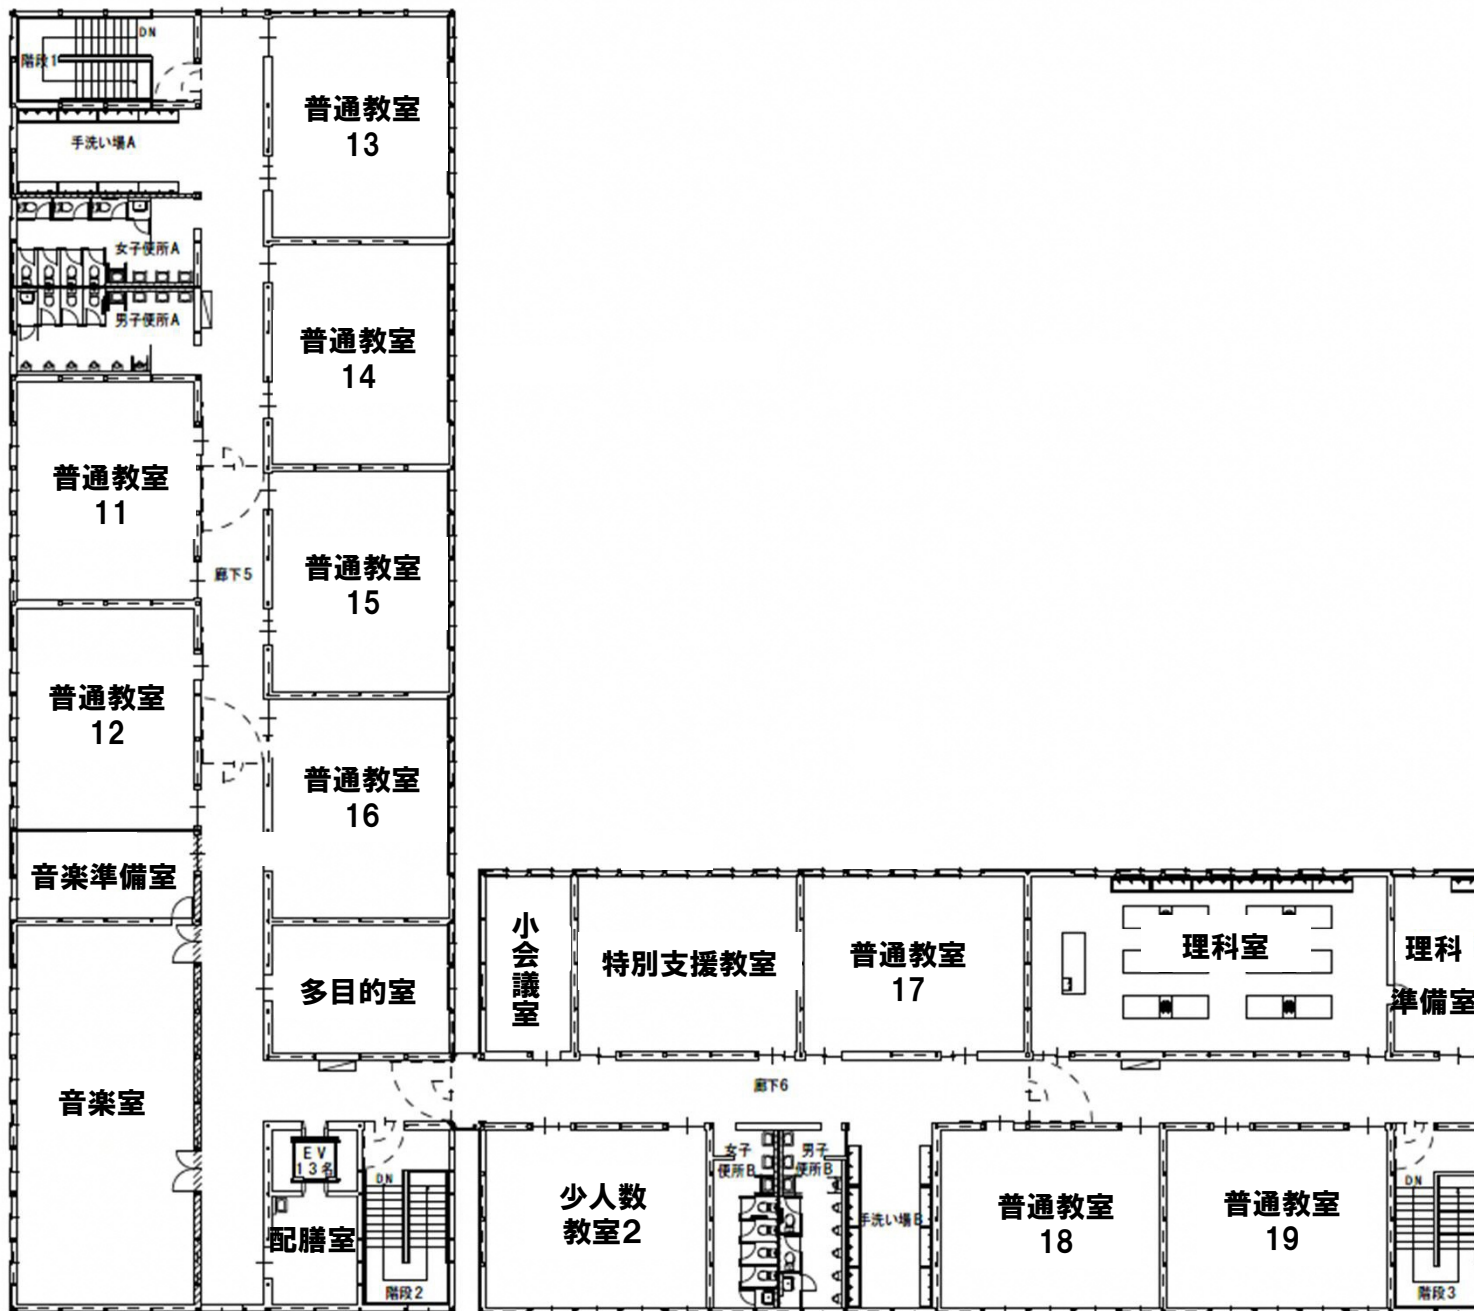 DN
階段1
手洗い場A
普通教室
13
女子便所A
男子便所A
普通教室
14
普通教室
11
廊下5
普通教室
15
普通教室
12
普通教室
16
音楽準備室
多目的室
音楽室
小会議室
特別支援教室
普通教室
17
理科室
理科
準備室
廊下6
EV
13名
DN
配膳室
階段2
少人数
教室2
女子
便所B
男子
便所B
手洗い場B
普通教室
18
普通教室
19
DN
階段3